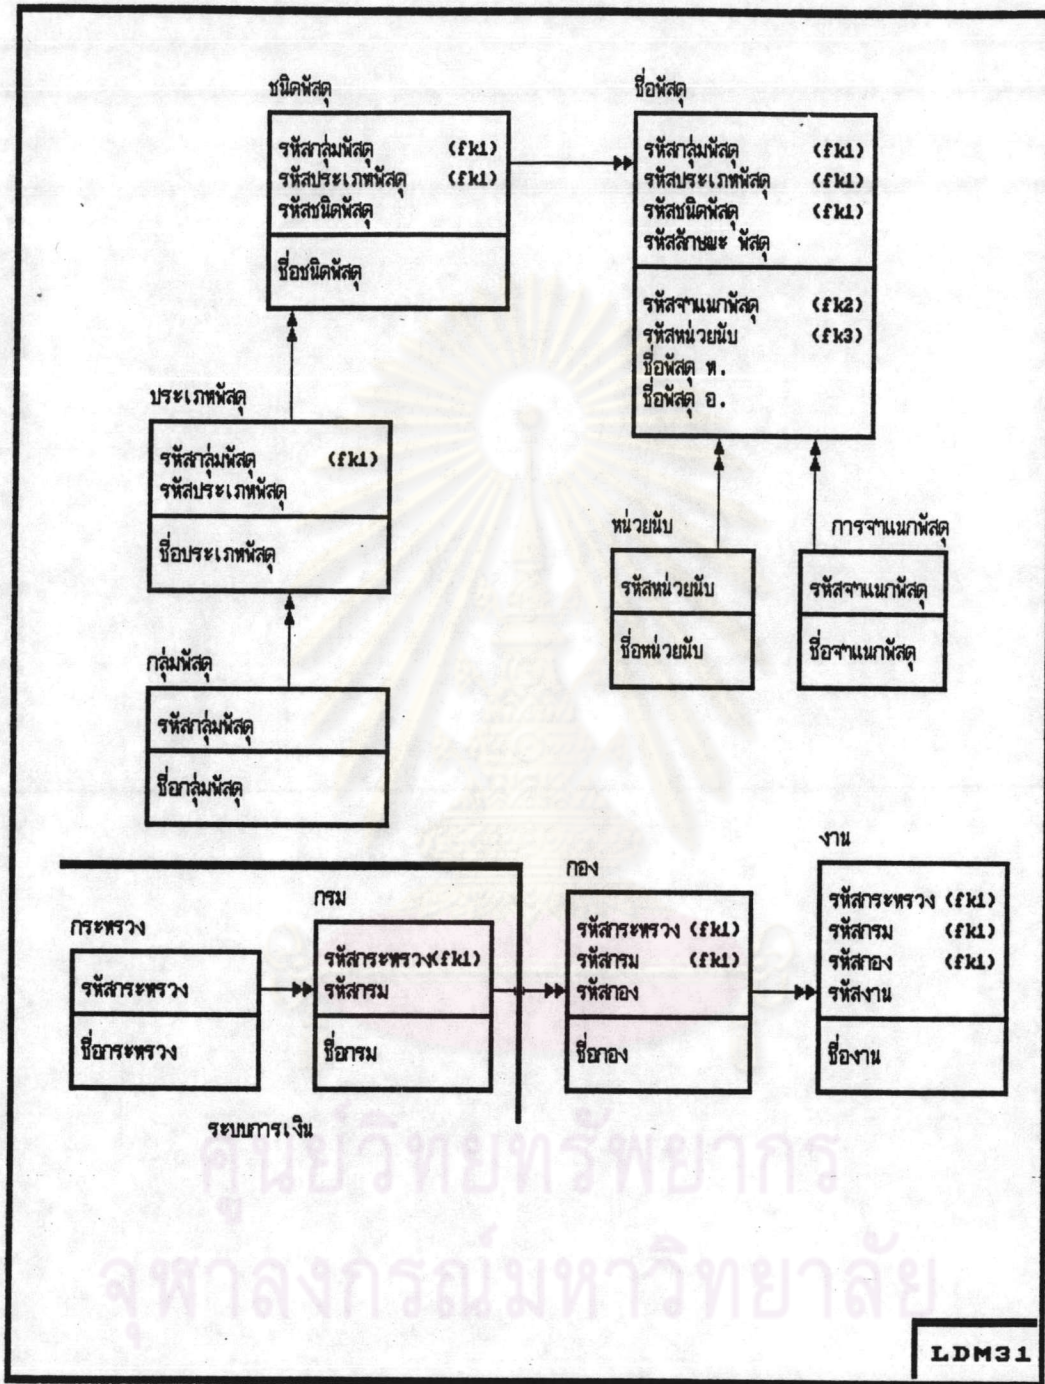 ชนิดพัสดุ
รหัสกลุ่มพัสดุ (fk1)
รหัสประเภทพัสดุ (fk1)
รหัสชนิดพัสดุ
ชื่อชนิดพัสดุ
ชื่อพัสดุ
รหัสกลุ่มพัสดุ (fk1)
รหัสประเภทพัสดุ (fk1)
รหัสชนิดพัสดุ (fk1)
รหัสลักษณะ พัสดุ
รหัสจำแนกพัสดุ (fk2)
รหัสหน่วยนับ (fk3)
ชื่อพัสดุ ท.
ชื่อพัสดุ อ.
ประเภทพัสดุ
รหัสกลุ่มพัสดุ (fk1)
รหัสประเภทพัสดุ
ชื่อประเภทพัสดุ
หน่วยนับ
รหัสหน่วยนับ
ชื่อหน่วยนับ
การจำแนกพัสดุ
รหัสจำแนกพัสดุ
ชื่อจำแนกพัสดุ
กลุ่มพัสดุ
รหัสกลุ่มพัสดุ
ชื่อกลุ่มพัสดุ
กระทรวง
รหัสกระทรวง
ชื่อกระทรวง
กรม
รหัสกระทรวง(fk1)
รหัสกรม
ชื่อกรม
กอง
รหัสกระทรวง (fk1)
รหัสกรม (fk1)
รหัสกอง
ชื่อกอง
งาน
รหัสกระทรวง (fk1)
รหัสกรม (fk1)
รหัสกอง (fk1)
รหัสงาน
ชื่องาน
ระบบการเงิน
ศูนย์วิทยทรัพยากร
จุฬาลงกรณ์มหาวิทยาลัย
LDM31